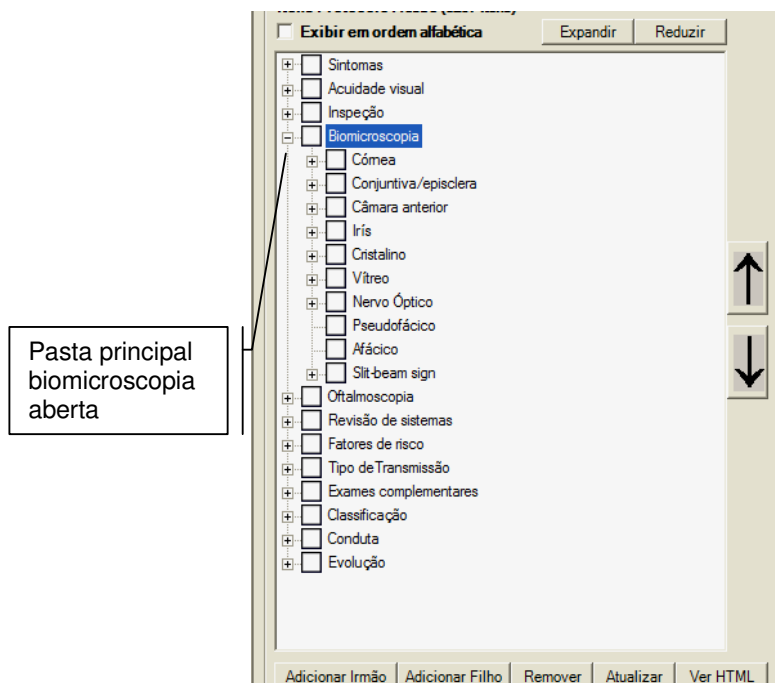 Exibir em ordem alfabética
Expandir
Reduzir
Sintomas
Acuidade visual
Inspeção
Biomicroscopia
Córnea
Conjuntiva/episclera
Câmara anterior
Irís
Cristalino
Vítreo
Nervo Óptico
Pseudofácico
Afácico
Slit-beam sign
Oftalmoscopia
Revisão de sistemas
Fatores de risco
Tipo de Transmissão
Exames complementares
Classificação
Conduta
Evolução
Pasta principal
biomicroscopia
aberta
Adicionar Irmão
Adicionar Filho
Remover
Atualizar
Ver HTML